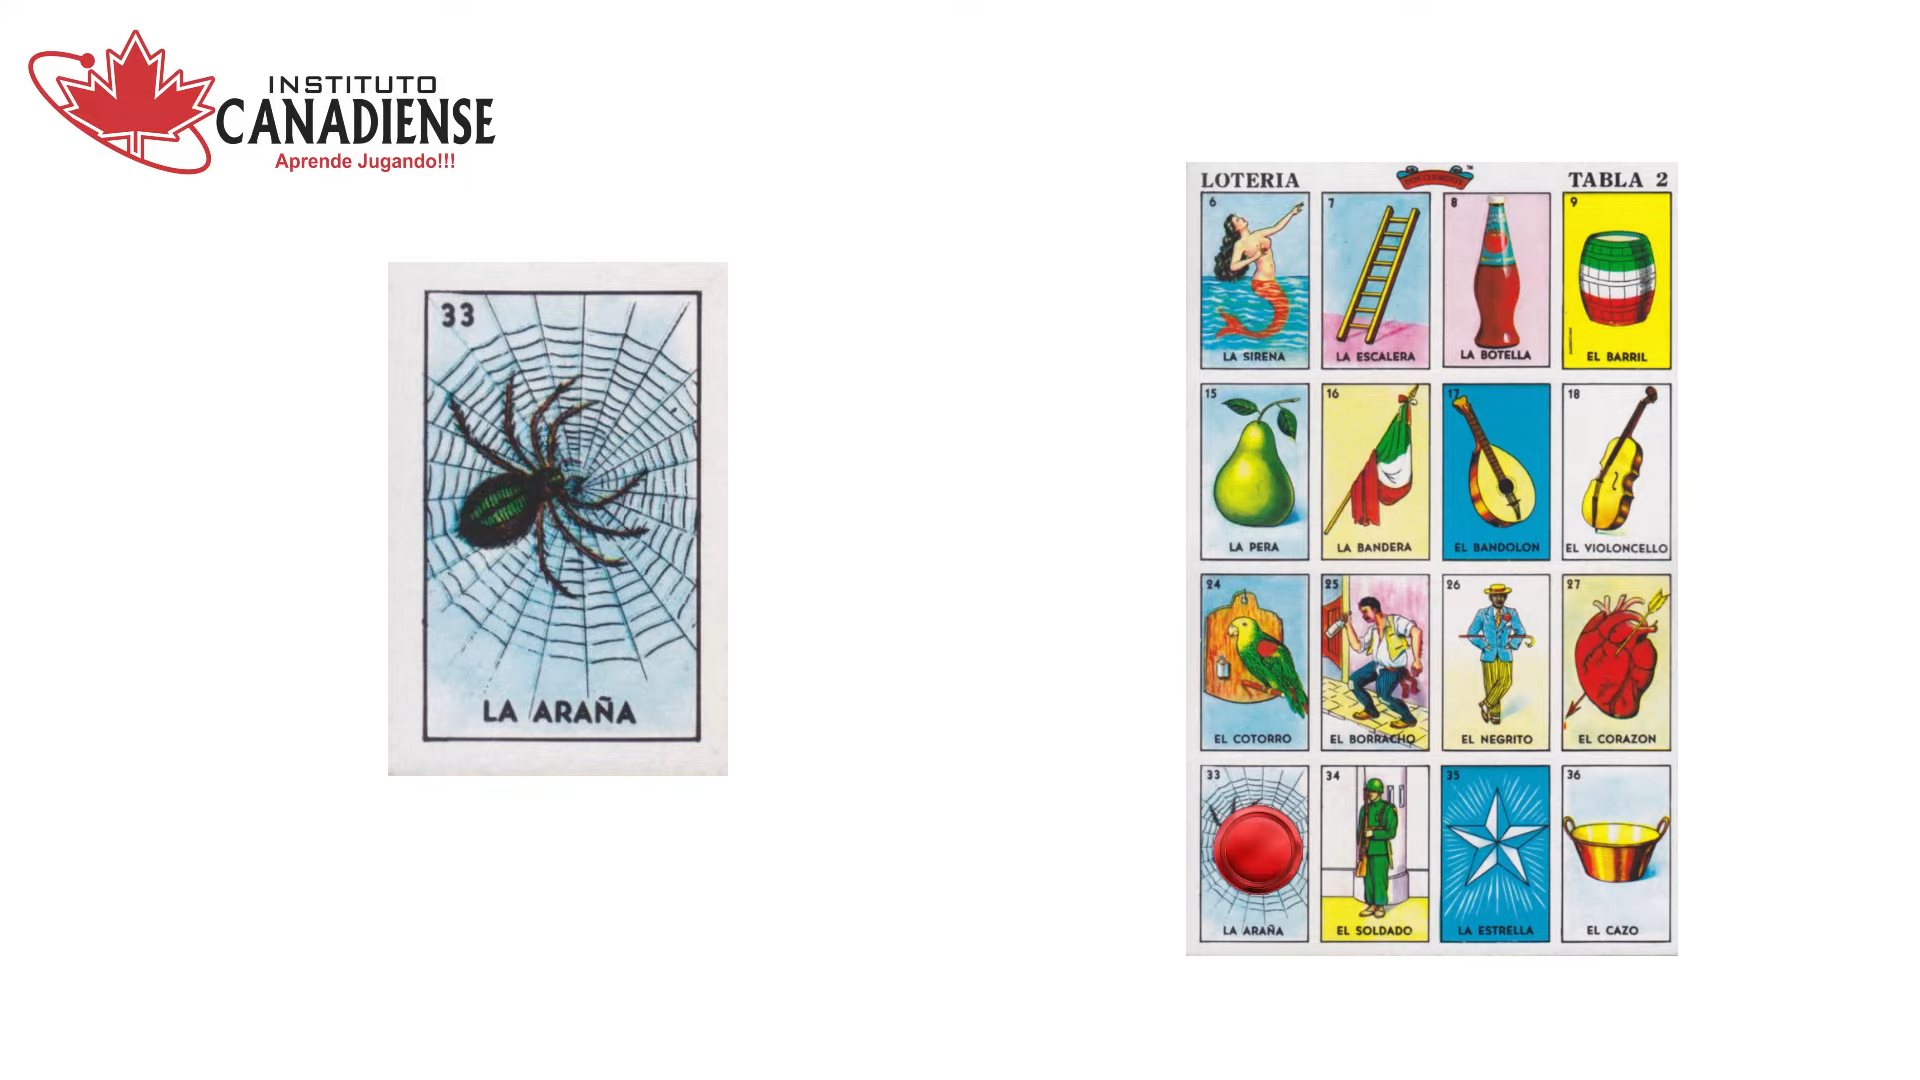 INSTITUTO
CANADIENSE
Aprende Jugando!!!
33
LA ARAÑA
LOTERIA
DON CLEMENTE
TABLA 2
6 7 8 9
LA SIRENA LA ESCALERA LA BOTELLA EL BARRIL
15 16 17 18
LA PERA LA BANDERA EL BANDOLON EL VIOLONCELLO
24 25 26 27
EL COTORRO EL BORRACHO EL NEGRITO EL CORAZON
33 34 35 36
LA ARAÑA EL SOLDADO LA ESTRELLA EL CAZO